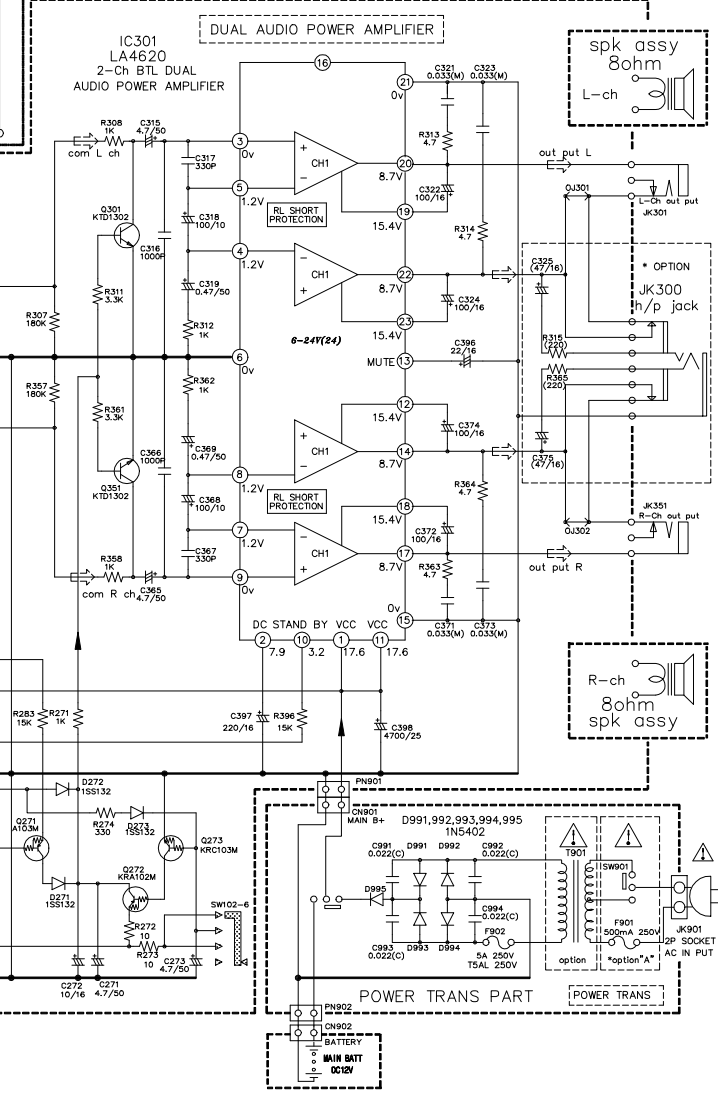 DUAL AUDIO POWER AMPLIFIER
IC301
LA4620
2-Ch BTL DUAL
AUDIO POWER AMPLIFIER
spk assy
8ohm
L-ch
16
C321
0.033(M)
C323
0.033(M)
21
0v
R308
1K
C315
4.7/50
com L ch
3
0v
C317
330P
R313
4.7
CH1
20
8.7V
out put L
5
1.2V
C322
100/16
OJ301
L-Ch out put
JK301
Q301
KTD1302
C318
100/10
RL SHORT
PROTECTION
19
15.4V
R314
4.7
C316
1000P
4
1.2V
CH1
22
8.7V
C325
(47/16)
* OPTION
JK300
h/p jack
R311
3.3K
C319
0.47/50
C324
100/16
R307
180K
R312
1K
23
15.4V
6-24V(24)
C396
22/16
R315
(220)
6
0v
MUTE 13
R357
180K
R362
1K
R365
(220)
R361
3.3K
12
15.4V
C374
100/16
C369
0.47/50
CH1
14
8.7V
C375
(47/16)
C366
1000P
Q351
KTD1302
8
1.2V
C368
100/10
RL SHORT
PROTECTION
R364
4.7
18
15.4V
JK351
R-Ch out put
7
1.2V
C372
100/16
OJ302
C367
330P
CH1
17
8.7V
R363
4.7
out put R
R358
1K
com R ch
C365
4.7/50
9
0v
0v
15
C371
0.033(M)
C373
0.033(M)
DC STAND BY VCC VCC
2 10 1 11
7.9 3.2 17.6 17.6
R-ch
8ohm
spk assy
R283
15K
R271
1K
C397
220/16
R396
15K
C398
4700/25
D272
1SS132
PN901
CN901
MAIN B+
Q271
A103M
R274
330
D273
1SS132
Q273
KRC103M
D991,992,993,994,995
1N5402
Q272
KRA102M
D271
1SS132
C991
0.022(C)
D991
D992
C992
0.022(C)
T901
SW901
D995
SW102-6
R272
10
R273
10
C994
0.022(C)
C993
0.022(C)
D993
D994
F902
5A 250V
T5AL 250V
option
F901
500mA 250V
*option"A"
JK901
2P SOCKET
AC IN PUT
C272
10/16
C271
4.7/50
C273
4.7/50
POWER TRANS PART
POWER TRANS
PN902
CN902
BATTERY
MAIN BATT
DC12V